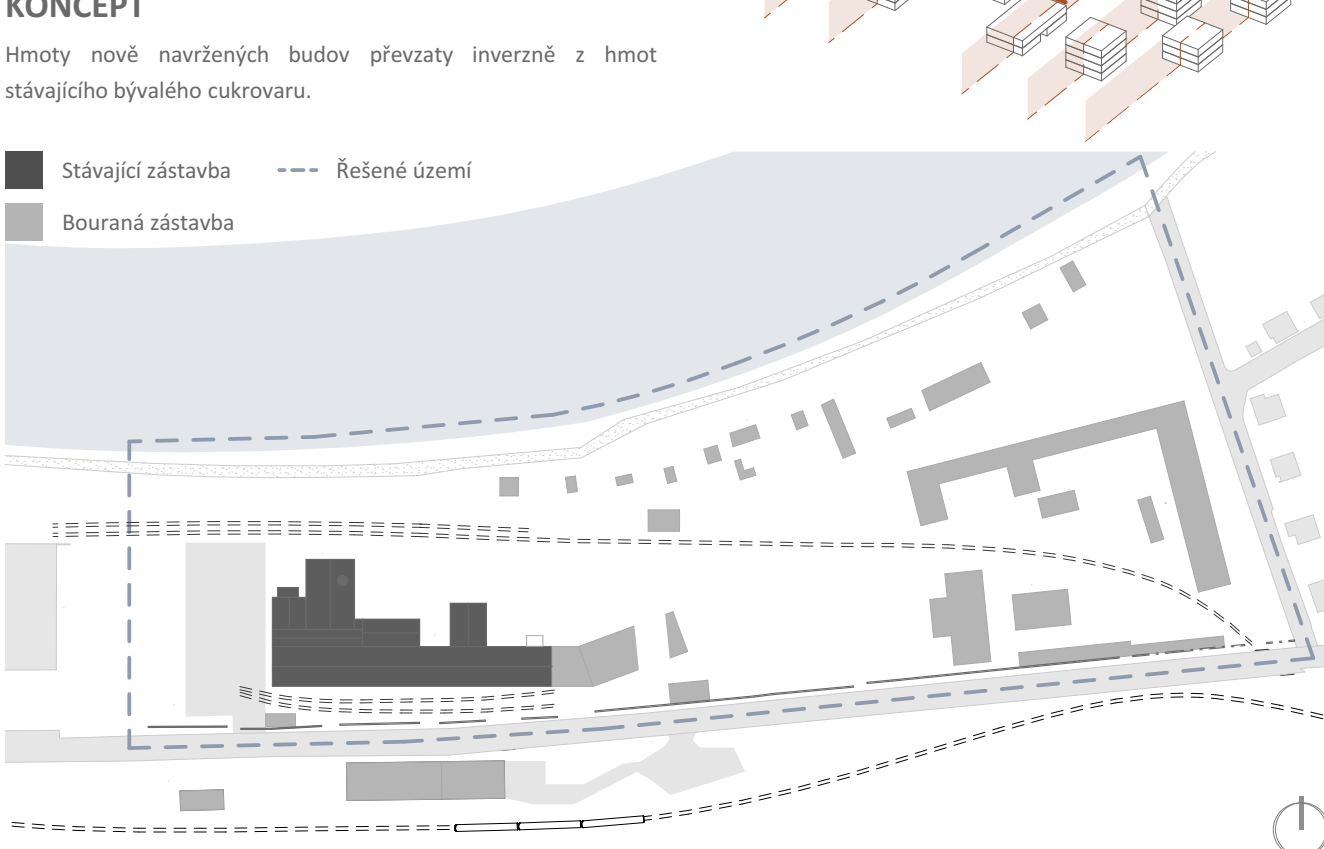 KONCEPT
Hmoty nově navržených budov převzaty inverzně z hmot
stávajícího bývalého cukrovaru.
Stávající zástavba
Řešené území
Bouraná zástavba